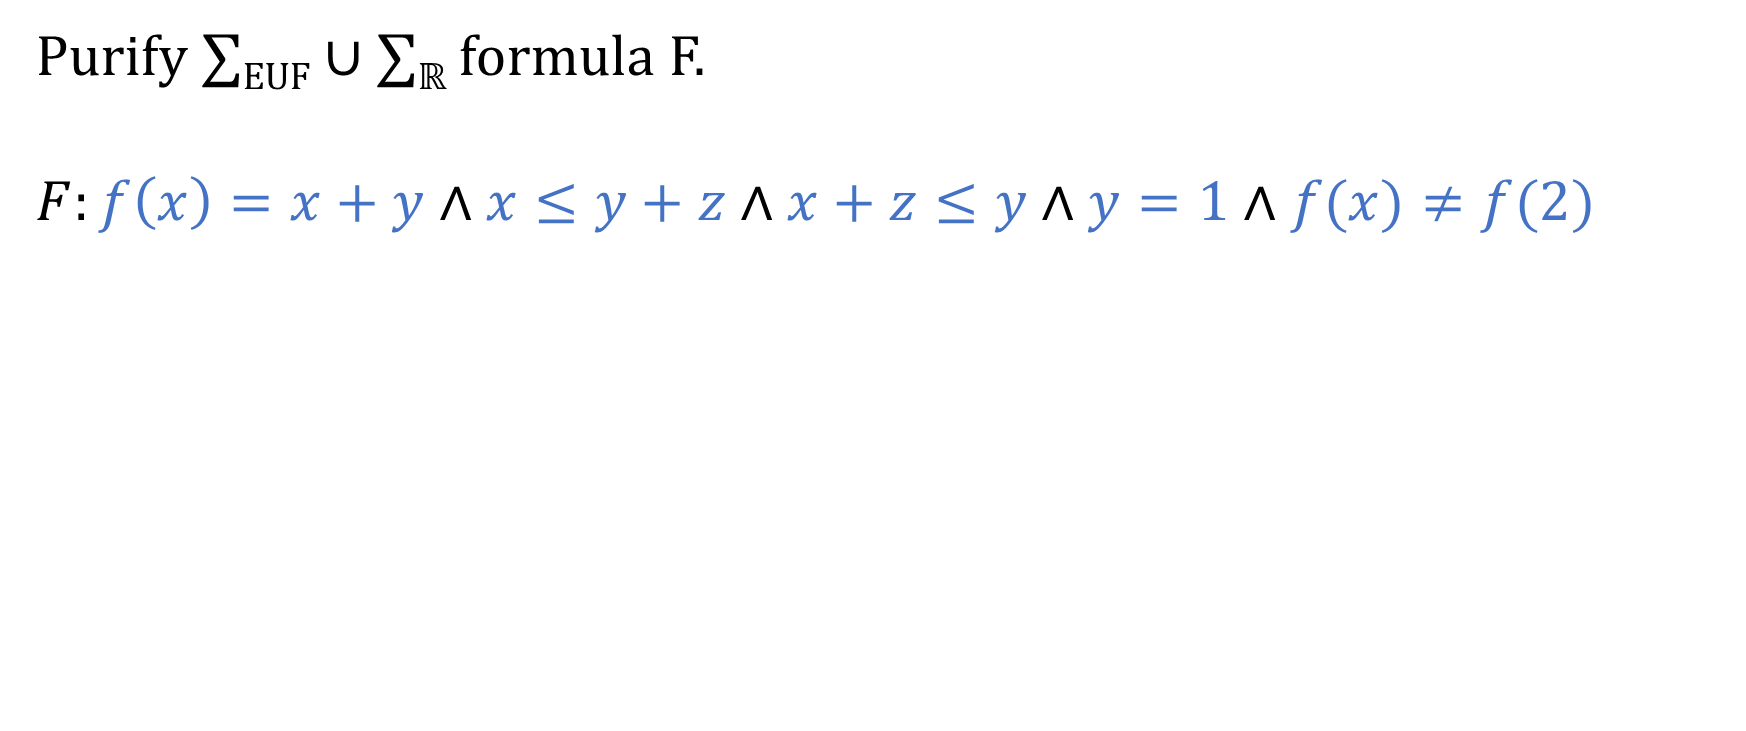 Purify ∑EUF ∪ ∑ℝ formula F.
F: f(x) = x + y ∧ x ≤ y + z ∧ x + z ≤ y ∧ y = 1 ∧ f(x) ≠ f(2)